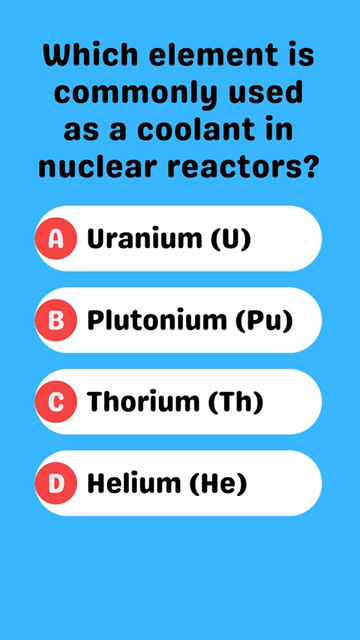 Which element is
commonly used
as a coolant in
nuclear reactors?
A Uranium (U)
B Plutonium (Pu)
C Thorium (Th)
D Helium (He)